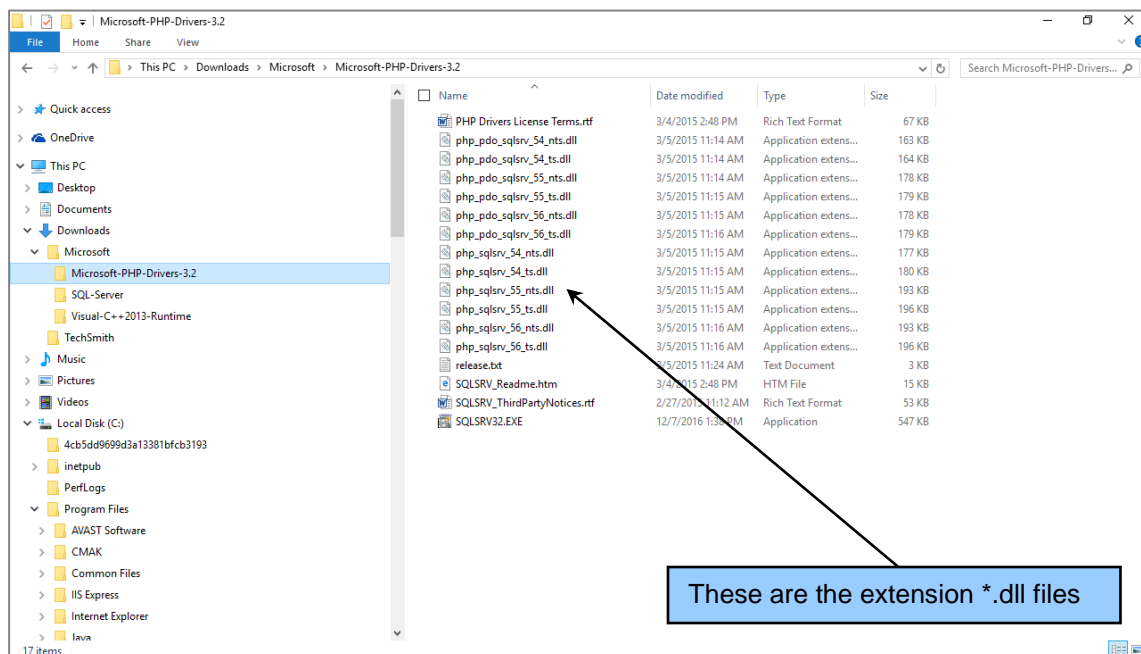 Microsoft-PHP-Drivers-3.2
File Home Share View
This PC > Downloads > Microsoft > Microsoft-PHP-Drivers-3.2 Search Microsoft-PHP-Drivers...
Name Date modified Type Size
Quick access
OneDrive
This PC
Desktop
Documents
Downloads
Microsoft
Microsoft-PHP-Drivers-3.2
SQL-Server
Visual-C++2013-Runtime
TechSmith
Music
Pictures
Videos
Local Disk (C:)
4cb5dd9699d3a13381bfcb3193
inetpub
PerfLogs
Program Files
AVAST Software
CMAK
Common Files
IIS Express
Internet Explorer
Java
PHP Drivers License Terms.rtf 3/4/2015 2:48 PM Rich Text Format 67 KB
php_pdo_sqlsrv_54_nts.dll 3/5/2015 11:14 AM Application extens... 163 KB
php_pdo_sqlsrv_54_ts.dll 3/5/2015 11:14 AM Application extens... 164 KB
php_pdo_sqlsrv_55_nts.dll 3/5/2015 11:14 AM Application extens... 178 KB
php_pdo_sqlsrv_55_ts.dll 3/5/2015 11:15 AM Application extens... 179 KB
php_pdo_sqlsrv_56_nts.dll 3/5/2015 11:15 AM Application extens... 178 KB
php_pdo_sqlsrv_56_ts.dll 3/5/2015 11:16 AM Application extens... 179 KB
php_sqlsrv_54_nts.dll 3/5/2015 11:15 AM Application extens... 177 KB
php_sqlsrv_54_ts.dll 3/5/2015 11:15 AM Application extens... 180 KB
php_sqlsrv_55_nts.dll 3/5/2015 11:15 AM Application extens... 193 KB
php_sqlsrv_55_ts.dll 3/5/2015 11:15 AM Application extens... 196 KB
php_sqlsrv_56_nts.dll 3/5/2015 11:16 AM Application extens... 193 KB
php_sqlsrv_56_ts.dll 3/5/2015 11:16 AM Application extens... 196 KB
release.txt 3/5/2015 11:24 AM Text Document 3 KB
SQLSRV_Readme.htm 3/4/2015 2:48 PM HTM File 15 KB
SQLSRV_ThirdPartyNotices.rtf 2/27/2015 11:12 AM Rich Text Format 53 KB
SQLSRV32.EXE 12/7/2016 1:38 PM Application 547 KB
These are the extension *.dll files
17 items